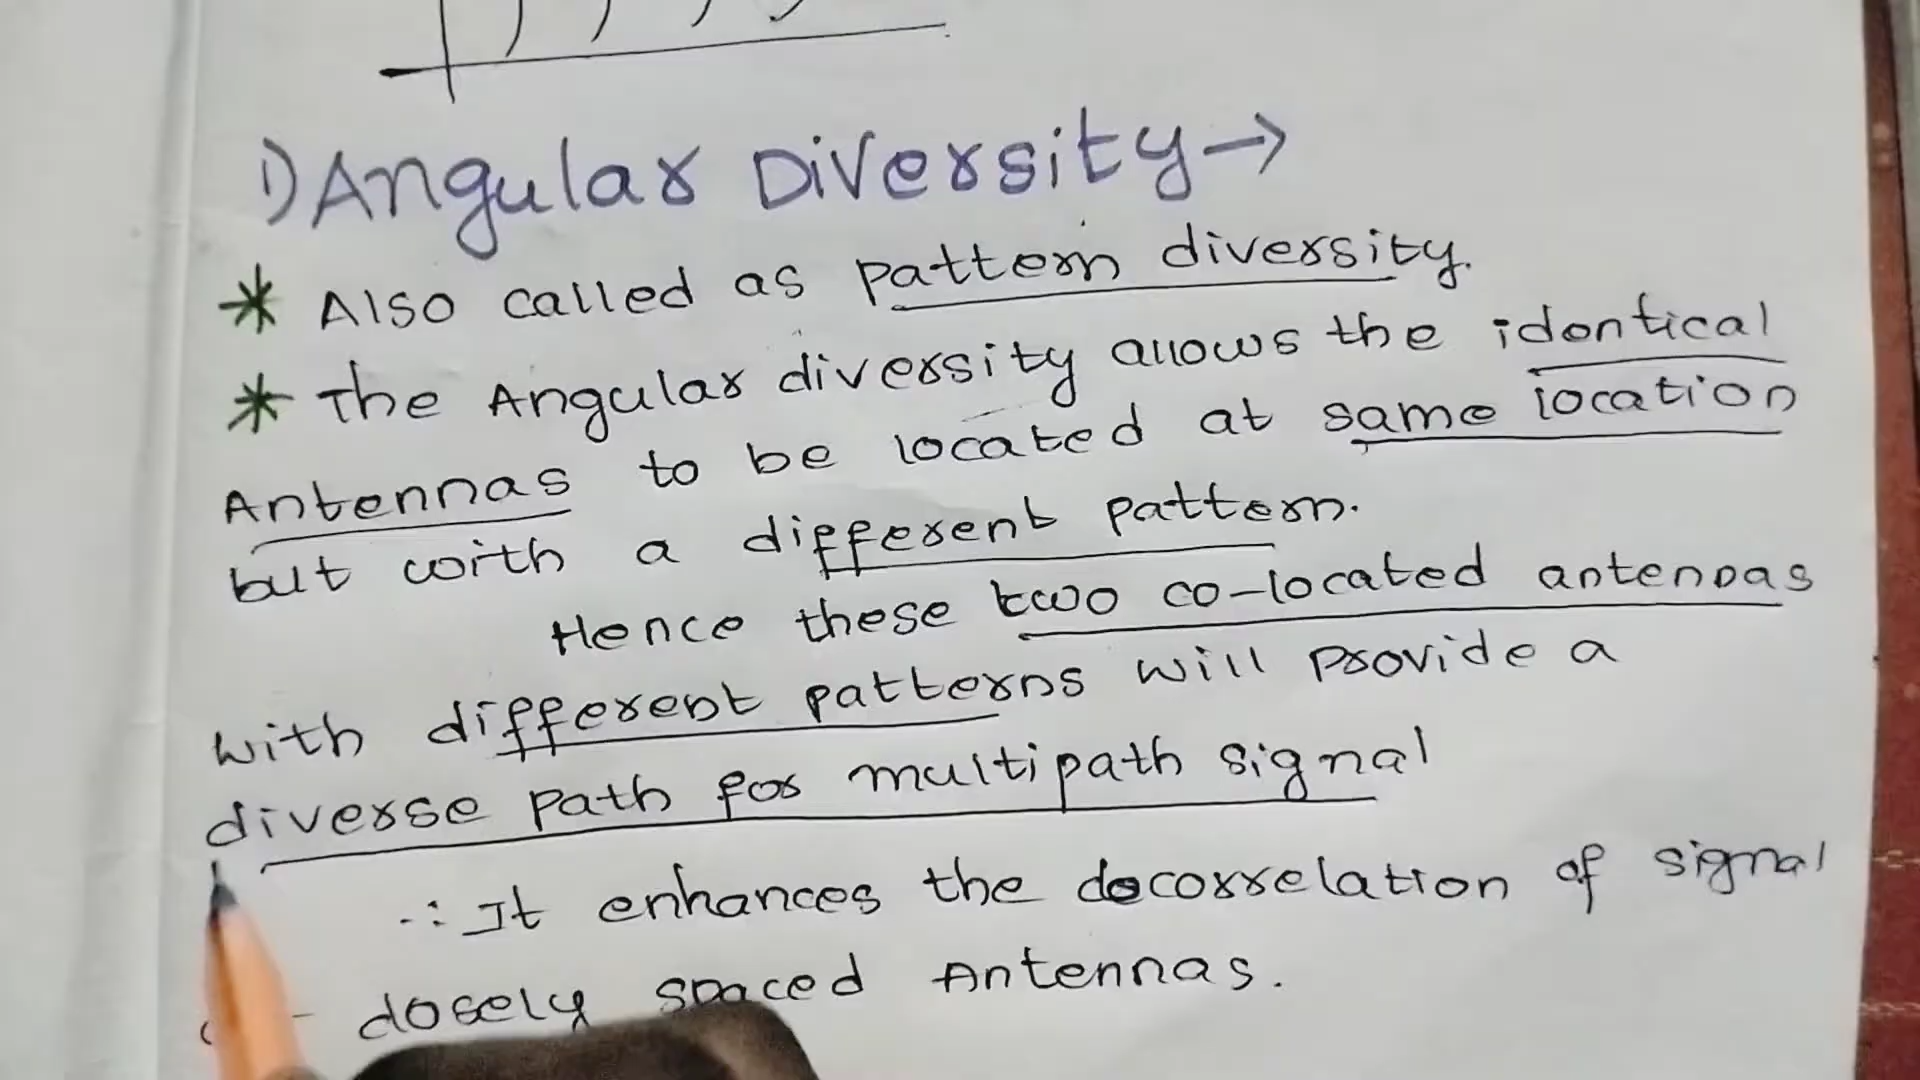 1) Angular Diversity →
* Also called as pattern diversity.
* The Angular diversity allows the identical
Antennas to be located at same location
but with a different pattern.
Hence these two co-located antennas
with different patterns will provide a
diverse path for multipath signal
∴ It enhances the decorrelation of signal
closely spaced Antennas.